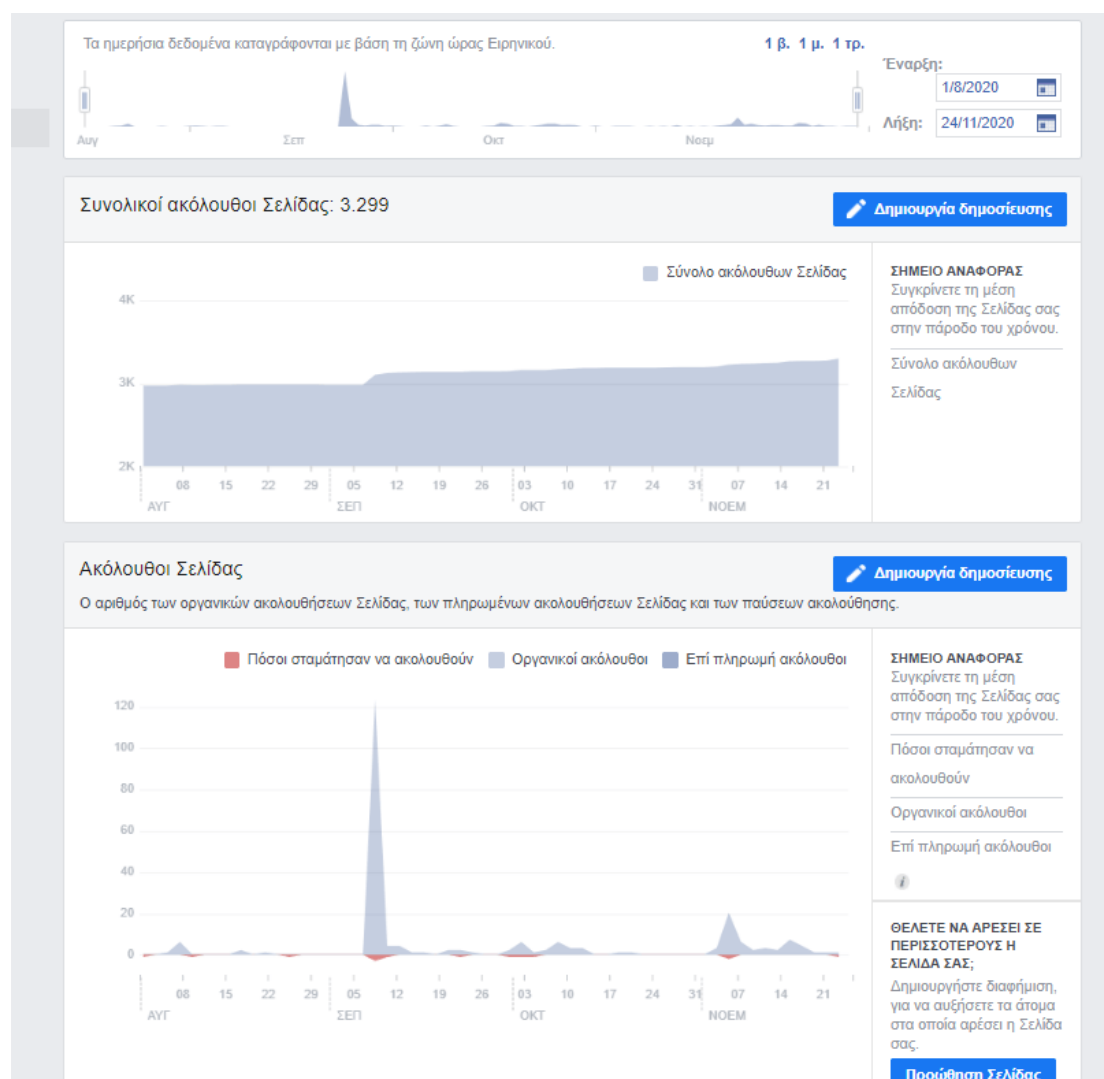 Τα ημερήσια δεδομένα καταγράφονται με βάση τη ζώνη ώρας Ειρηνικού.
1 β. 1 μ. 1 τρ.
Έναρξη:
1/8/2020
Λήξη:
24/11/2020
Αυγ Σεπ Οκτ Νοεμ
Συνολικοί ακόλουθοι Σελίδας: 3.299
Δημιουργία δημοσίευσης
Σύνολο ακόλουθων Σελίδας
4K
3K
2K
08 15 22 29 05 12 19 26 03 10 17 24 31 07 14 21
ΑΥΓ ΣΕΠ ΟΚΤ ΝΟΕΜ
ΣΗΜΕΙΟ ΑΝΑΦΟΡΑΣ
Συγκρίνετε τη μέση
απόδοση της Σελίδας σας
στην πάροδο του χρόνου.
Σύνολο ακόλουθων
Σελίδας
Ακόλουθοι Σελίδας
Δημιουργία δημοσίευσης
Ο αριθμός των οργανικών ακολουθήσεων Σελίδας, των πληρωμένων ακολουθήσεων Σελίδας και των παύσεων ακολούθησης.
Πόσοι σταμάτησαν να ακολουθούν Οργανικοί ακόλουθοι Επί πληρωμή ακόλουθοι
120
100
80
60
40
20
0
08 15 22 29 05 12 19 26 03 10 17 24 31 07 14 21
ΑΥΓ ΣΕΠ ΟΚΤ ΝΟΕΜ
ΣΗΜΕΙΟ ΑΝΑΦΟΡΑΣ
Συγκρίνετε τη μέση
απόδοση της Σελίδας σας
στην πάροδο του χρόνου.
Πόσοι σταμάτησαν να
ακολουθούν
Οργανικοί ακόλουθοι
Επί πληρωμή ακόλουθοι
i
ΘΕΛΕΤΕ ΝΑ ΑΡΕΣΕΙ ΣΕ
ΠΕΡΙΣΣΟΤΕΡΟΥΣ Η
ΣΕΛΙΔΑ ΣΑΣ;
Δημιουργήστε διαφήμιση,
για να αυξήσετε τα άτομα
στα οποία αρέσει η Σελίδα
σας.
Προώθηση Σελίδας